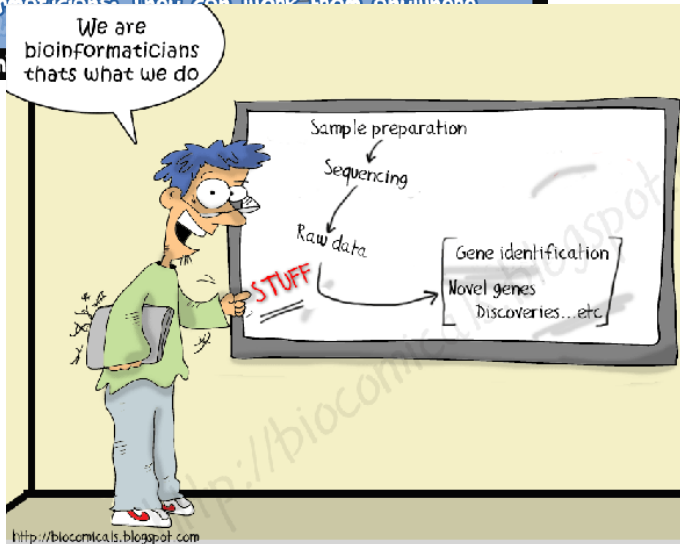 We are
bioinformaticians
thats what we do
Sample preparation
Sequencing
Raw data
STUFF
Gene identification
Novel genes
Discoveries...etc
http://biocomicals.blogspot.com
http://biocomicals.blogspot